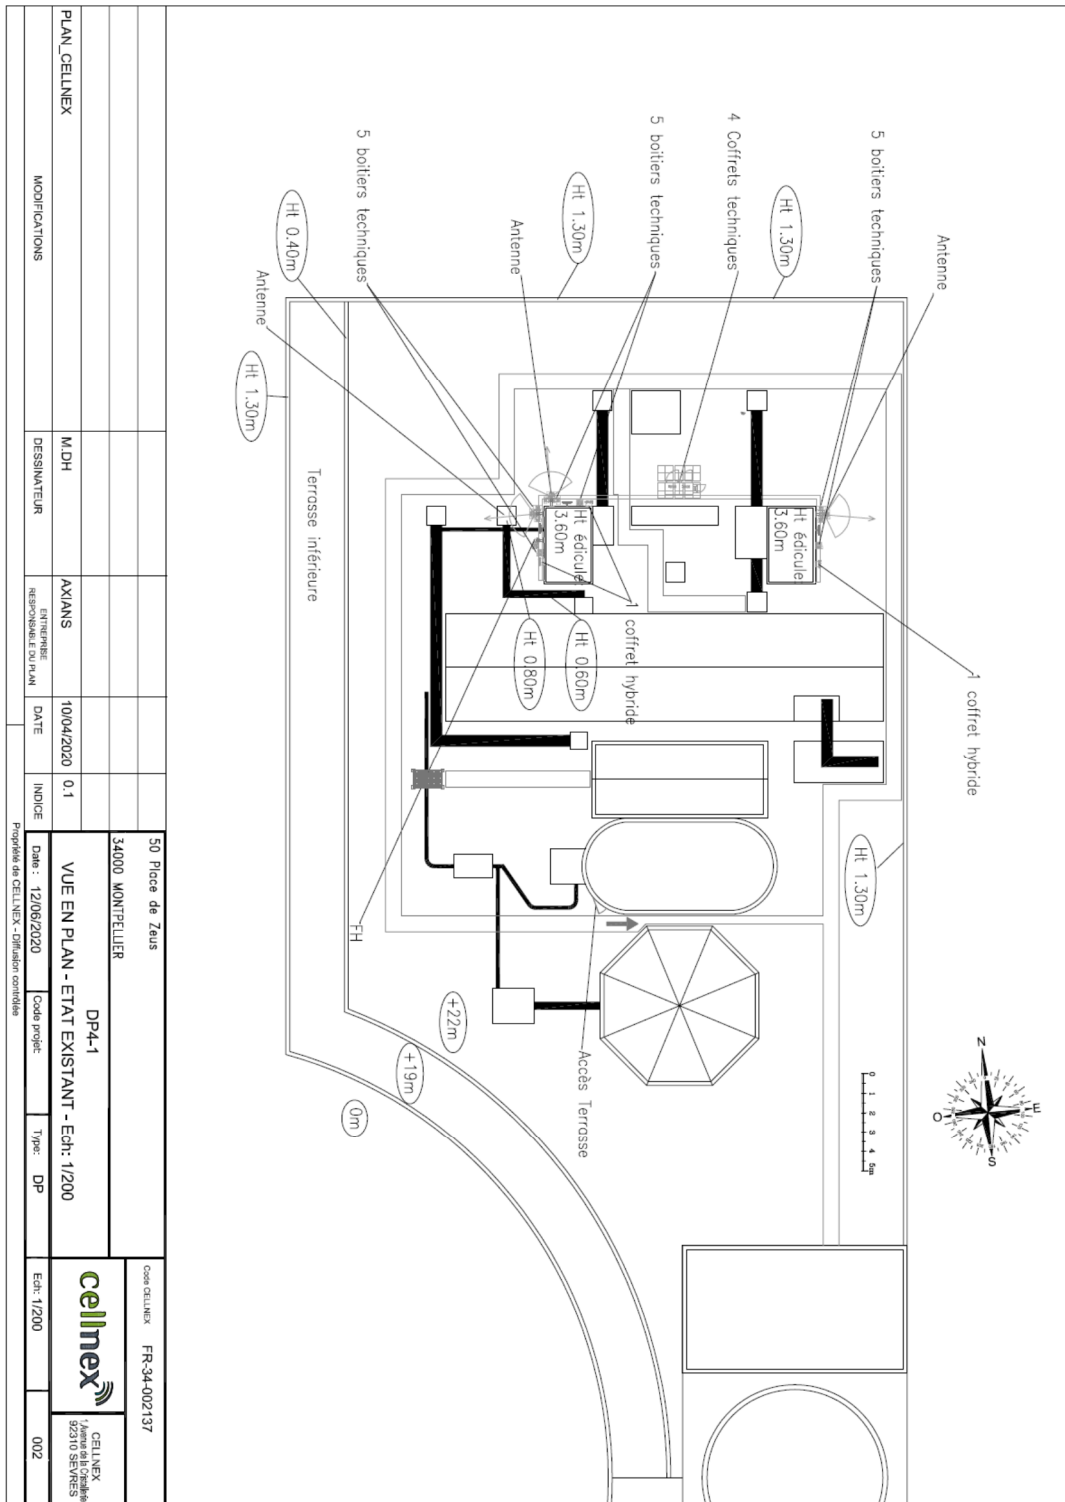 5 boitiers techniques
Antenne
5 boitiers techniques
4 Coffrets techniques
5 boitiers techniques
Antenne
Antenne
Ht 0.40m
Ht 1.30m
Ht 1.30m
Ht 1.30m
Terrasse inférieure
Ht édicule
3.60m
Ht édicule
3.60m
1 coffret hybride
1 coffret hybride
Ht 0.80m
Ht 0.60m
Ht 1.30m
FH
+22m
+19m
0m
Accès Terrasse
N
E
S
O
0 1 2 3 4 5m
PLAN_CELLNEX
M.DH
AXIANS
10/04/2020
0.1
MODIFICATIONS
DESSINATEUR
ENTREPRISE
RESPONSABLE DU PLAN
DATE
INDICE
50 Place de Zeus
34000 MONTPELLIER
DP4-1
VUE EN PLAN - ETAT EXISTANT - Ech: 1/200
Date : 12/06/2020
Code projet:
Type: DP
Ech: 1/200
002
Code CELLNEX FR-34-002137
cellnex
CELLNEX
1 Avenue de la Cristallerie
92310 SEVRES
Propriété de CELLNEX - Diffusion contrôlée